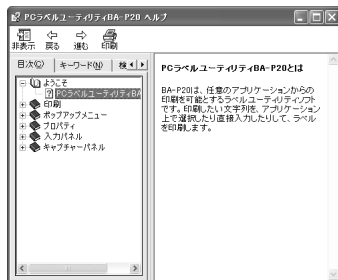 PCラベルユーティリティBA-P20 ヘルプ
非表示 戻る 進む 印刷
目次(C) キーワード(N) 検
ようこそ
PCラベルユーティリティBA
印刷
ポップアップメニュー
プロパティ
入力パネル
キャプチャーパネル
PCラベルユーティリティBA-P20とは
BA-P20は、任意のアプリケーションからの
印刷を可能とするラベルユーティリティソフト
です。印刷したい文字列を、アプリケーション
上で選択したり直接入力したりして、ラベル
を印刷します。